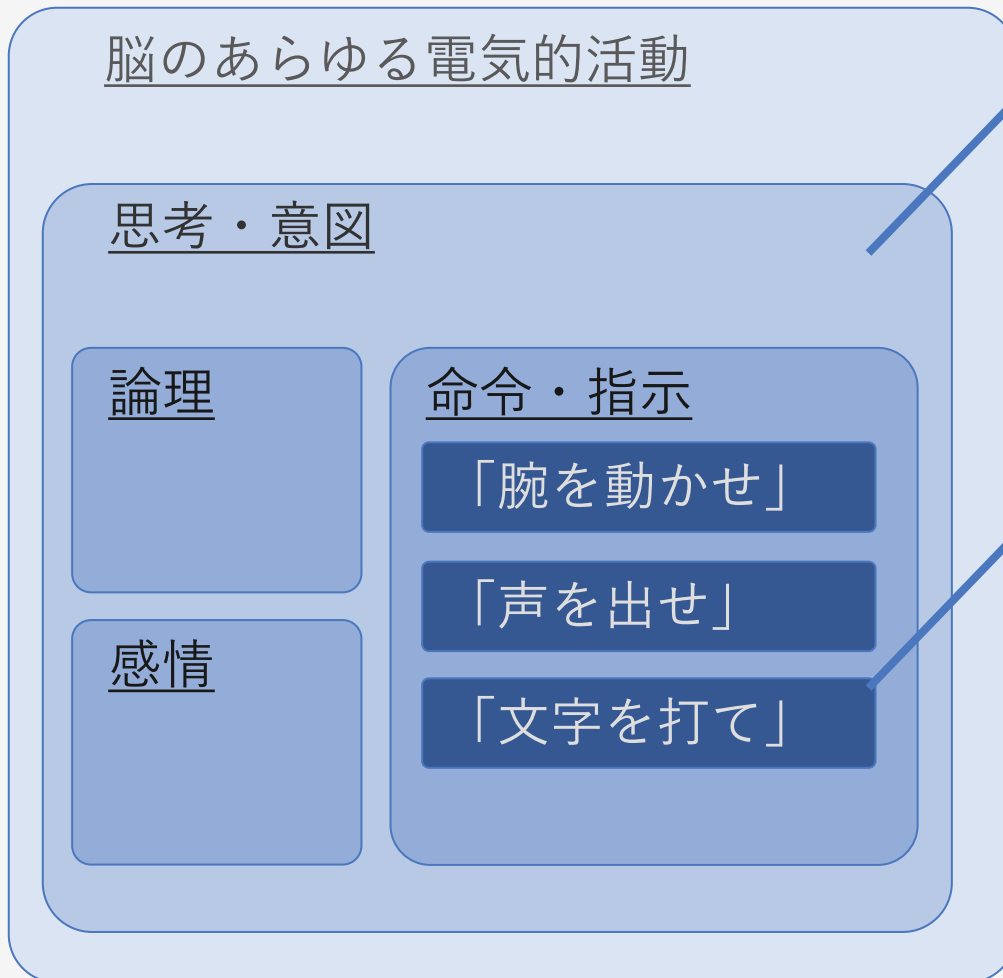 脳のあらゆる電気的活動
思考・意図
論理
命令・指示
「腕を動かせ」
「声を出せ」
感情
「文字を打て」